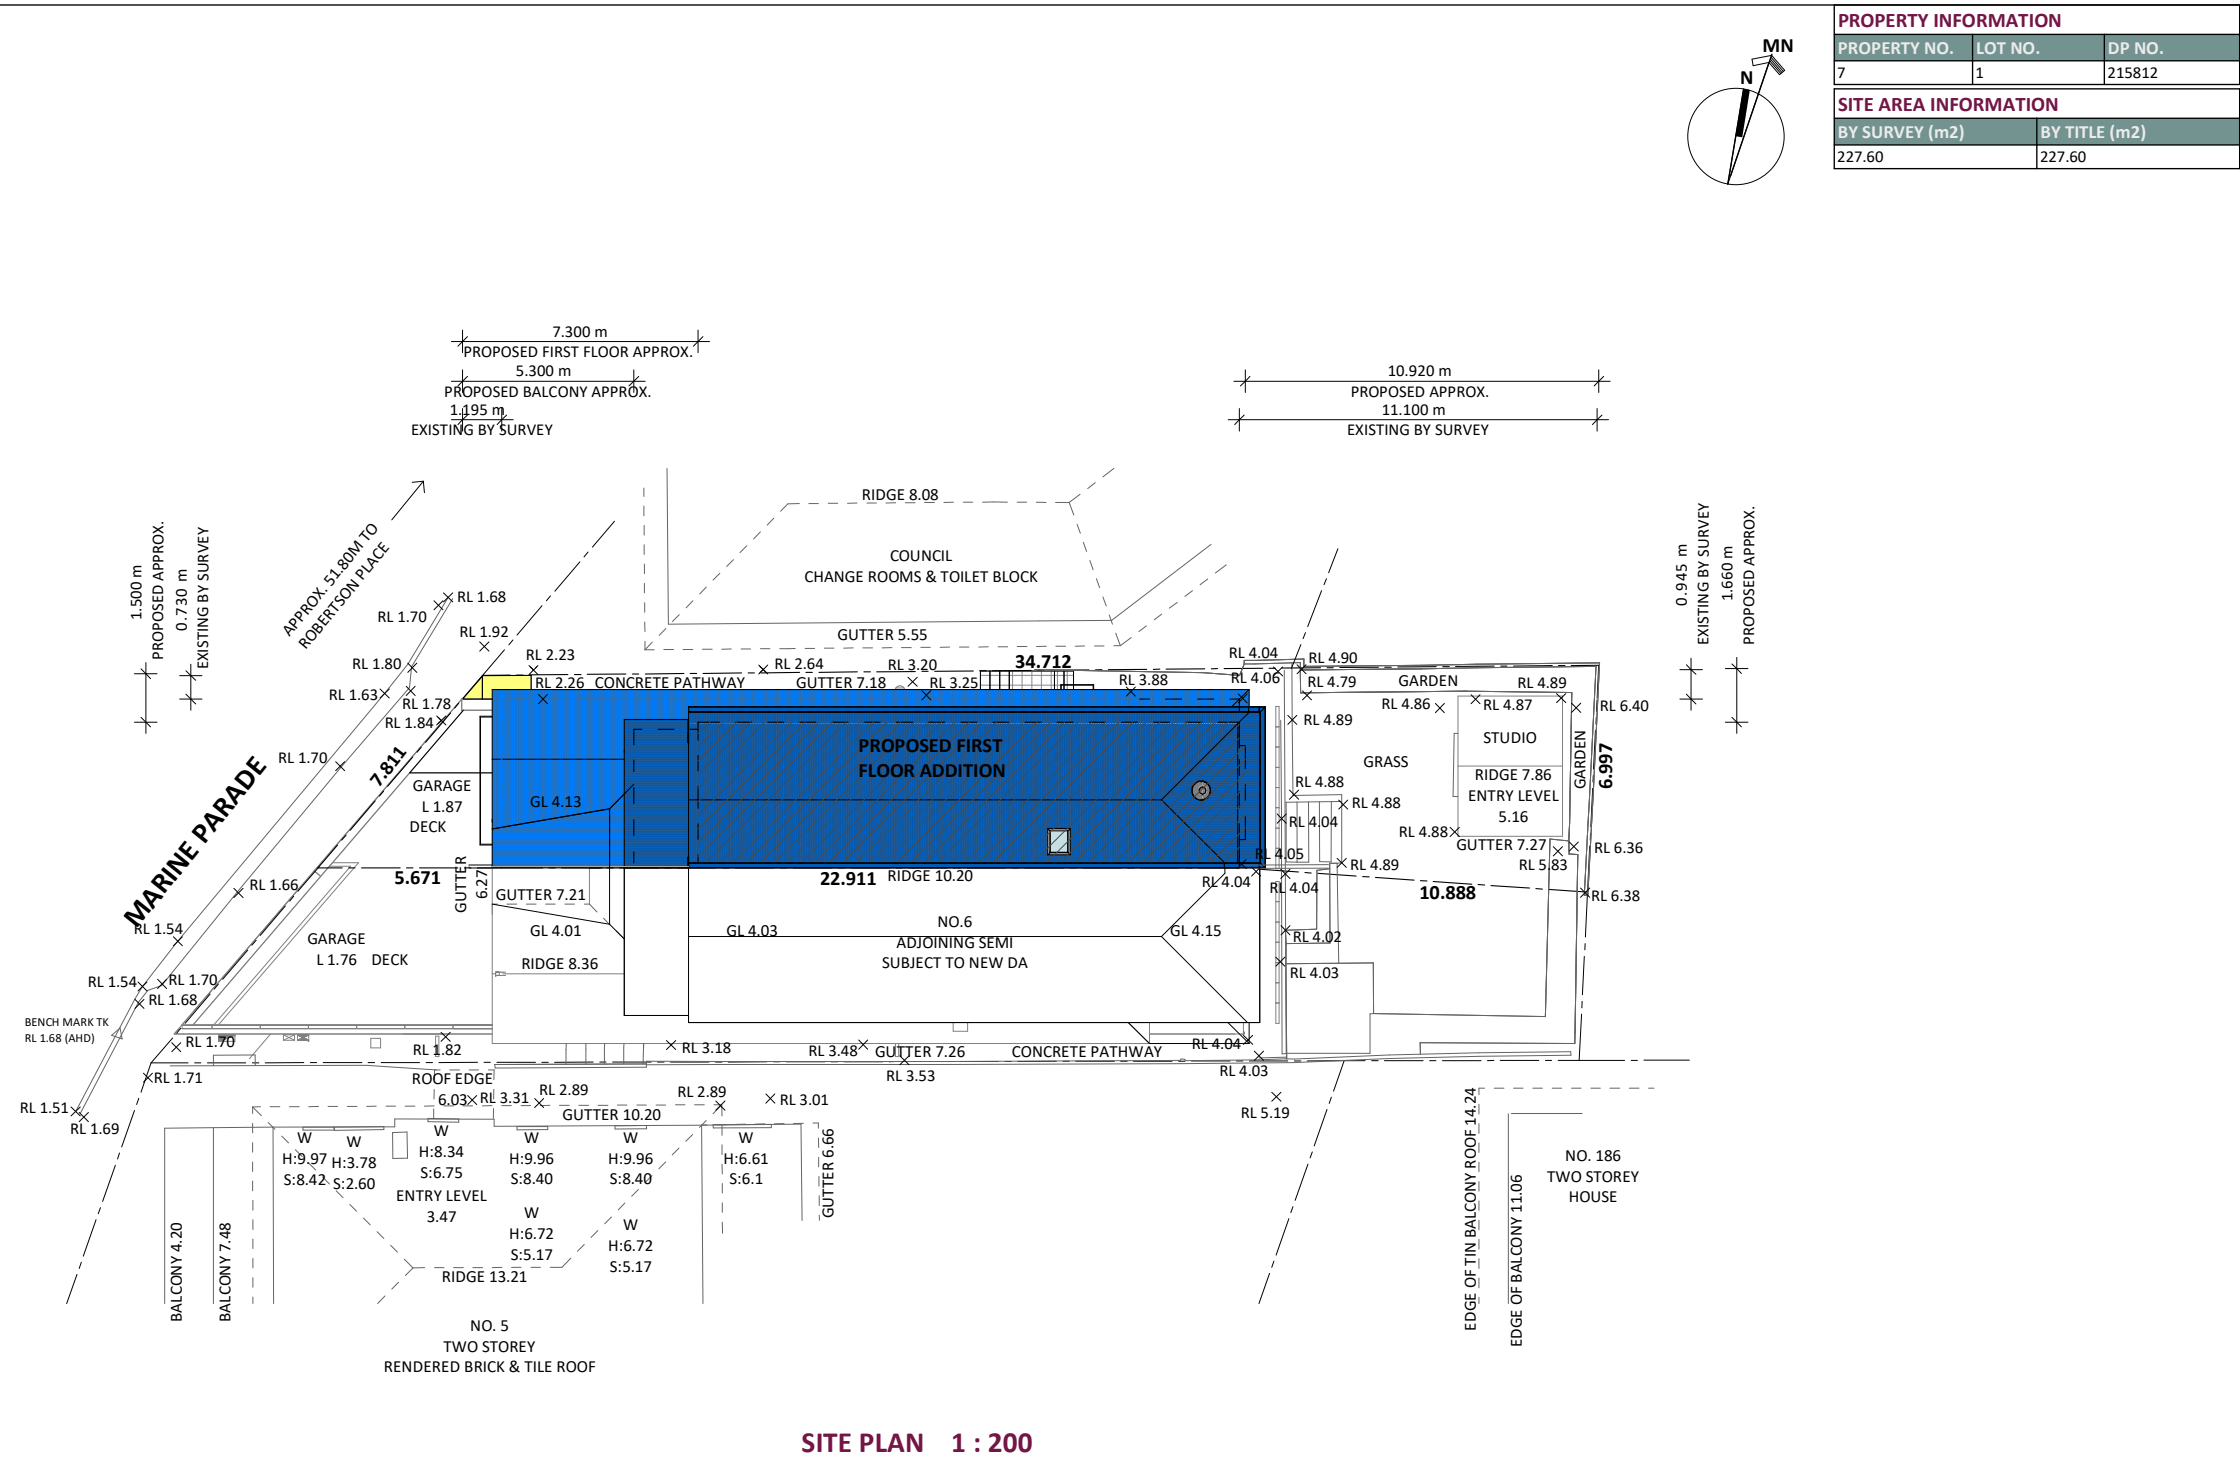 PROPERTY INFORMATION
PROPERTY NO. LOT NO. DP NO.
7 1 215812
SITE AREA INFORMATION
BY SURVEY (m2) BY TITLE (m2)
227.60 227.60
MN
N
7.300 m
PROPOSED FIRST FLOOR APPROX.
5.300 m
PROPOSED BALCONY APPROX.
1.195 m
EXISTING BY SURVEY
10.920 m
PROPOSED APPROX.
11.100 m
EXISTING BY SURVEY
1.500 m
PROPOSED APPROX.
0.730 m
EXISTING BY SURVEY
0.945 m
EXISTING BY SURVEY
1.660 m
PROPOSED APPROX.
APPROX. 51.80M TO
ROBERTSON PLACE
RIDGE 8.08
COUNCIL
CHANGE ROOMS & TOILET BLOCK
GUTTER 5.55
RL 1.68
RL 1.70
RL 1.92
RL 1.80
RL 2.23
RL 2.64
RL 3.20
34.712
RL 4.04
RL 4.90
RL 1.63
RL 1.78
RL 2.26
CONCRETE PATHWAY
GUTTER 7.18
RL 3.25
RL 3.88
RL 4.06
RL 4.79
GARDEN
RL 4.89
RL 1.84
RL 4.86
RL 4.87
RL 6.40
RL 4.89
7.811
RL 1.70
MARINE PARADE
PROPOSED FIRST
FLOOR ADDITION
STUDIO
GRASS
GARDEN
6.997
GARAGE
L 1.87
DECK
GL 4.13
RIDGE 7.86
ENTRY LEVEL
5.16
RL 4.88
RL 4.88
RL 4.04
RL 4.88
GUTTER 7.27
RL 6.36
RL 5.83
RL 4.05
RL 4.89
5.671
GUTTER
6.27
22.911
RIDGE 10.20
RL 4.04
RL 4.04
10.888
RL 6.38
RL 1.66
GUTTER 7.21
NO.6
ADJOINING SEMI
SUBJECT TO NEW DA
GL 4.01
GL 4.03
GL 4.15
RL 4.02
RL 1.54
GARAGE
L 1.76 DECK
RIDGE 8.36
RL 4.03
RL 1.54
RL 1.70
RL 1.68
BENCH MARK TK
RL 1.68 (AHD)
RL 1.70
RL 1.82
RL 3.18
RL 3.48
GUTTER 7.26
CONCRETE PATHWAY
RL 4.04
RL 4.03
RL 3.53
RL 1.71
RL 1.51
RL 1.69
ROOF EDGE
6.03
RL 3.31
RL 2.89
RL 2.89
RL 3.01
RL 5.19
GUTTER 10.20
W
H:9.97
S:8.42
W
H:3.78
S:2.60
W
H:8.34
S:6.75
W
H:9.96
S:8.40
W
H:9.96
S:8.40
W
H:6.61
S:6.1
GUTTER 6.66
ENTRY LEVEL
3.47
W
H:6.72
S:5.17
W
H:6.72
S:5.17
BALCONY 4.20
BALCONY 7.48
RIDGE 13.21
NO. 5
TWO STOREY
RENDERED BRICK & TILE ROOF
EDGE OF TIN BALCONY ROOF 14.24
EDGE OF BALCONY 11.06
NO. 186
TWO STOREY
HOUSE
SITE PLAN 1 : 200